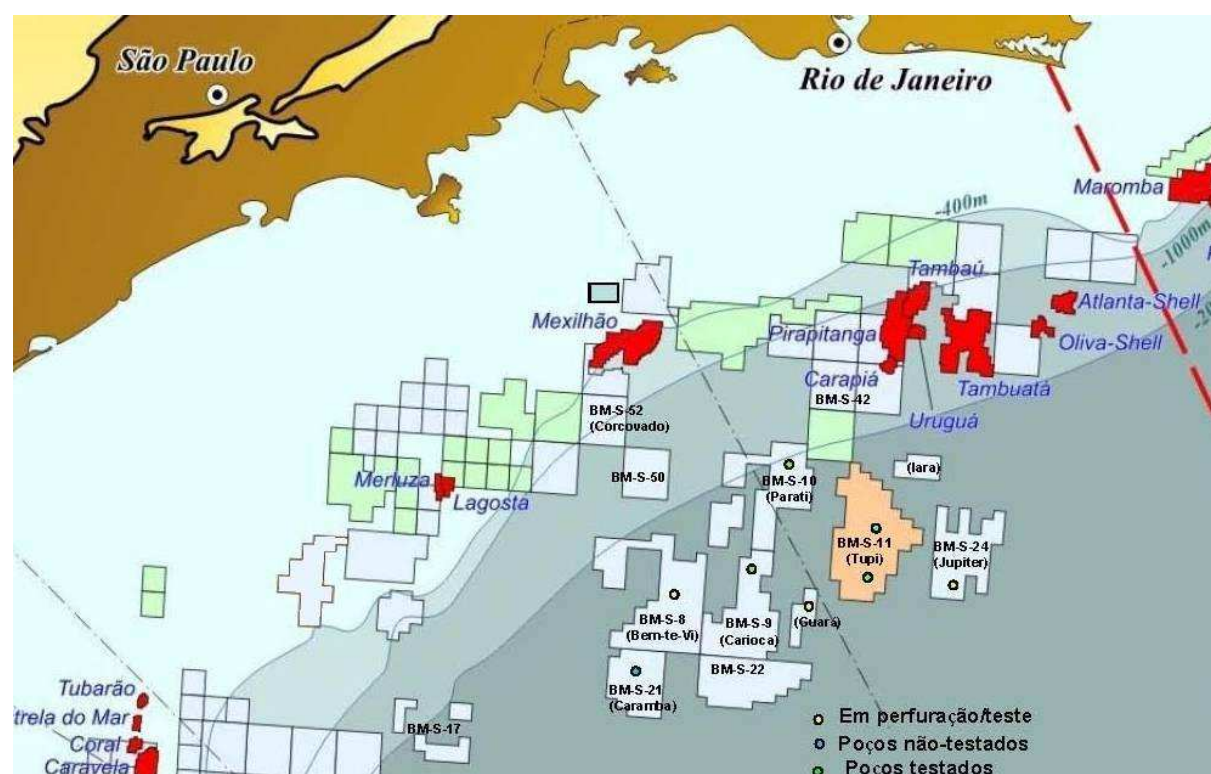 São Paulo
Rio de Janeiro
Maromba
-400m
-1000m
Tambaú
Atlanta-Shell
Mexilhão
Pirapitanga
Oliva-Shell
Carapiá
Tambuatá
BM-S-42
Uruguá
BM-S-52
(Corcovado)
BM-S-50
Merluza
Lagosta
BM-S-10
(Parati)
(Iara)
BM-S-11
(Tupi)
BM-S-24
(Jupiter)
BM-S-8
(Bem-te-Vi)
BM-S-9
(Carioca)
(Guará)
BM-S-22
BM-S-21
(Caramba)
BM-S-17
Tubarão
trela do Mar
Coral
Caravela
Em perfuração/teste
Poços não-testados
Poços testados